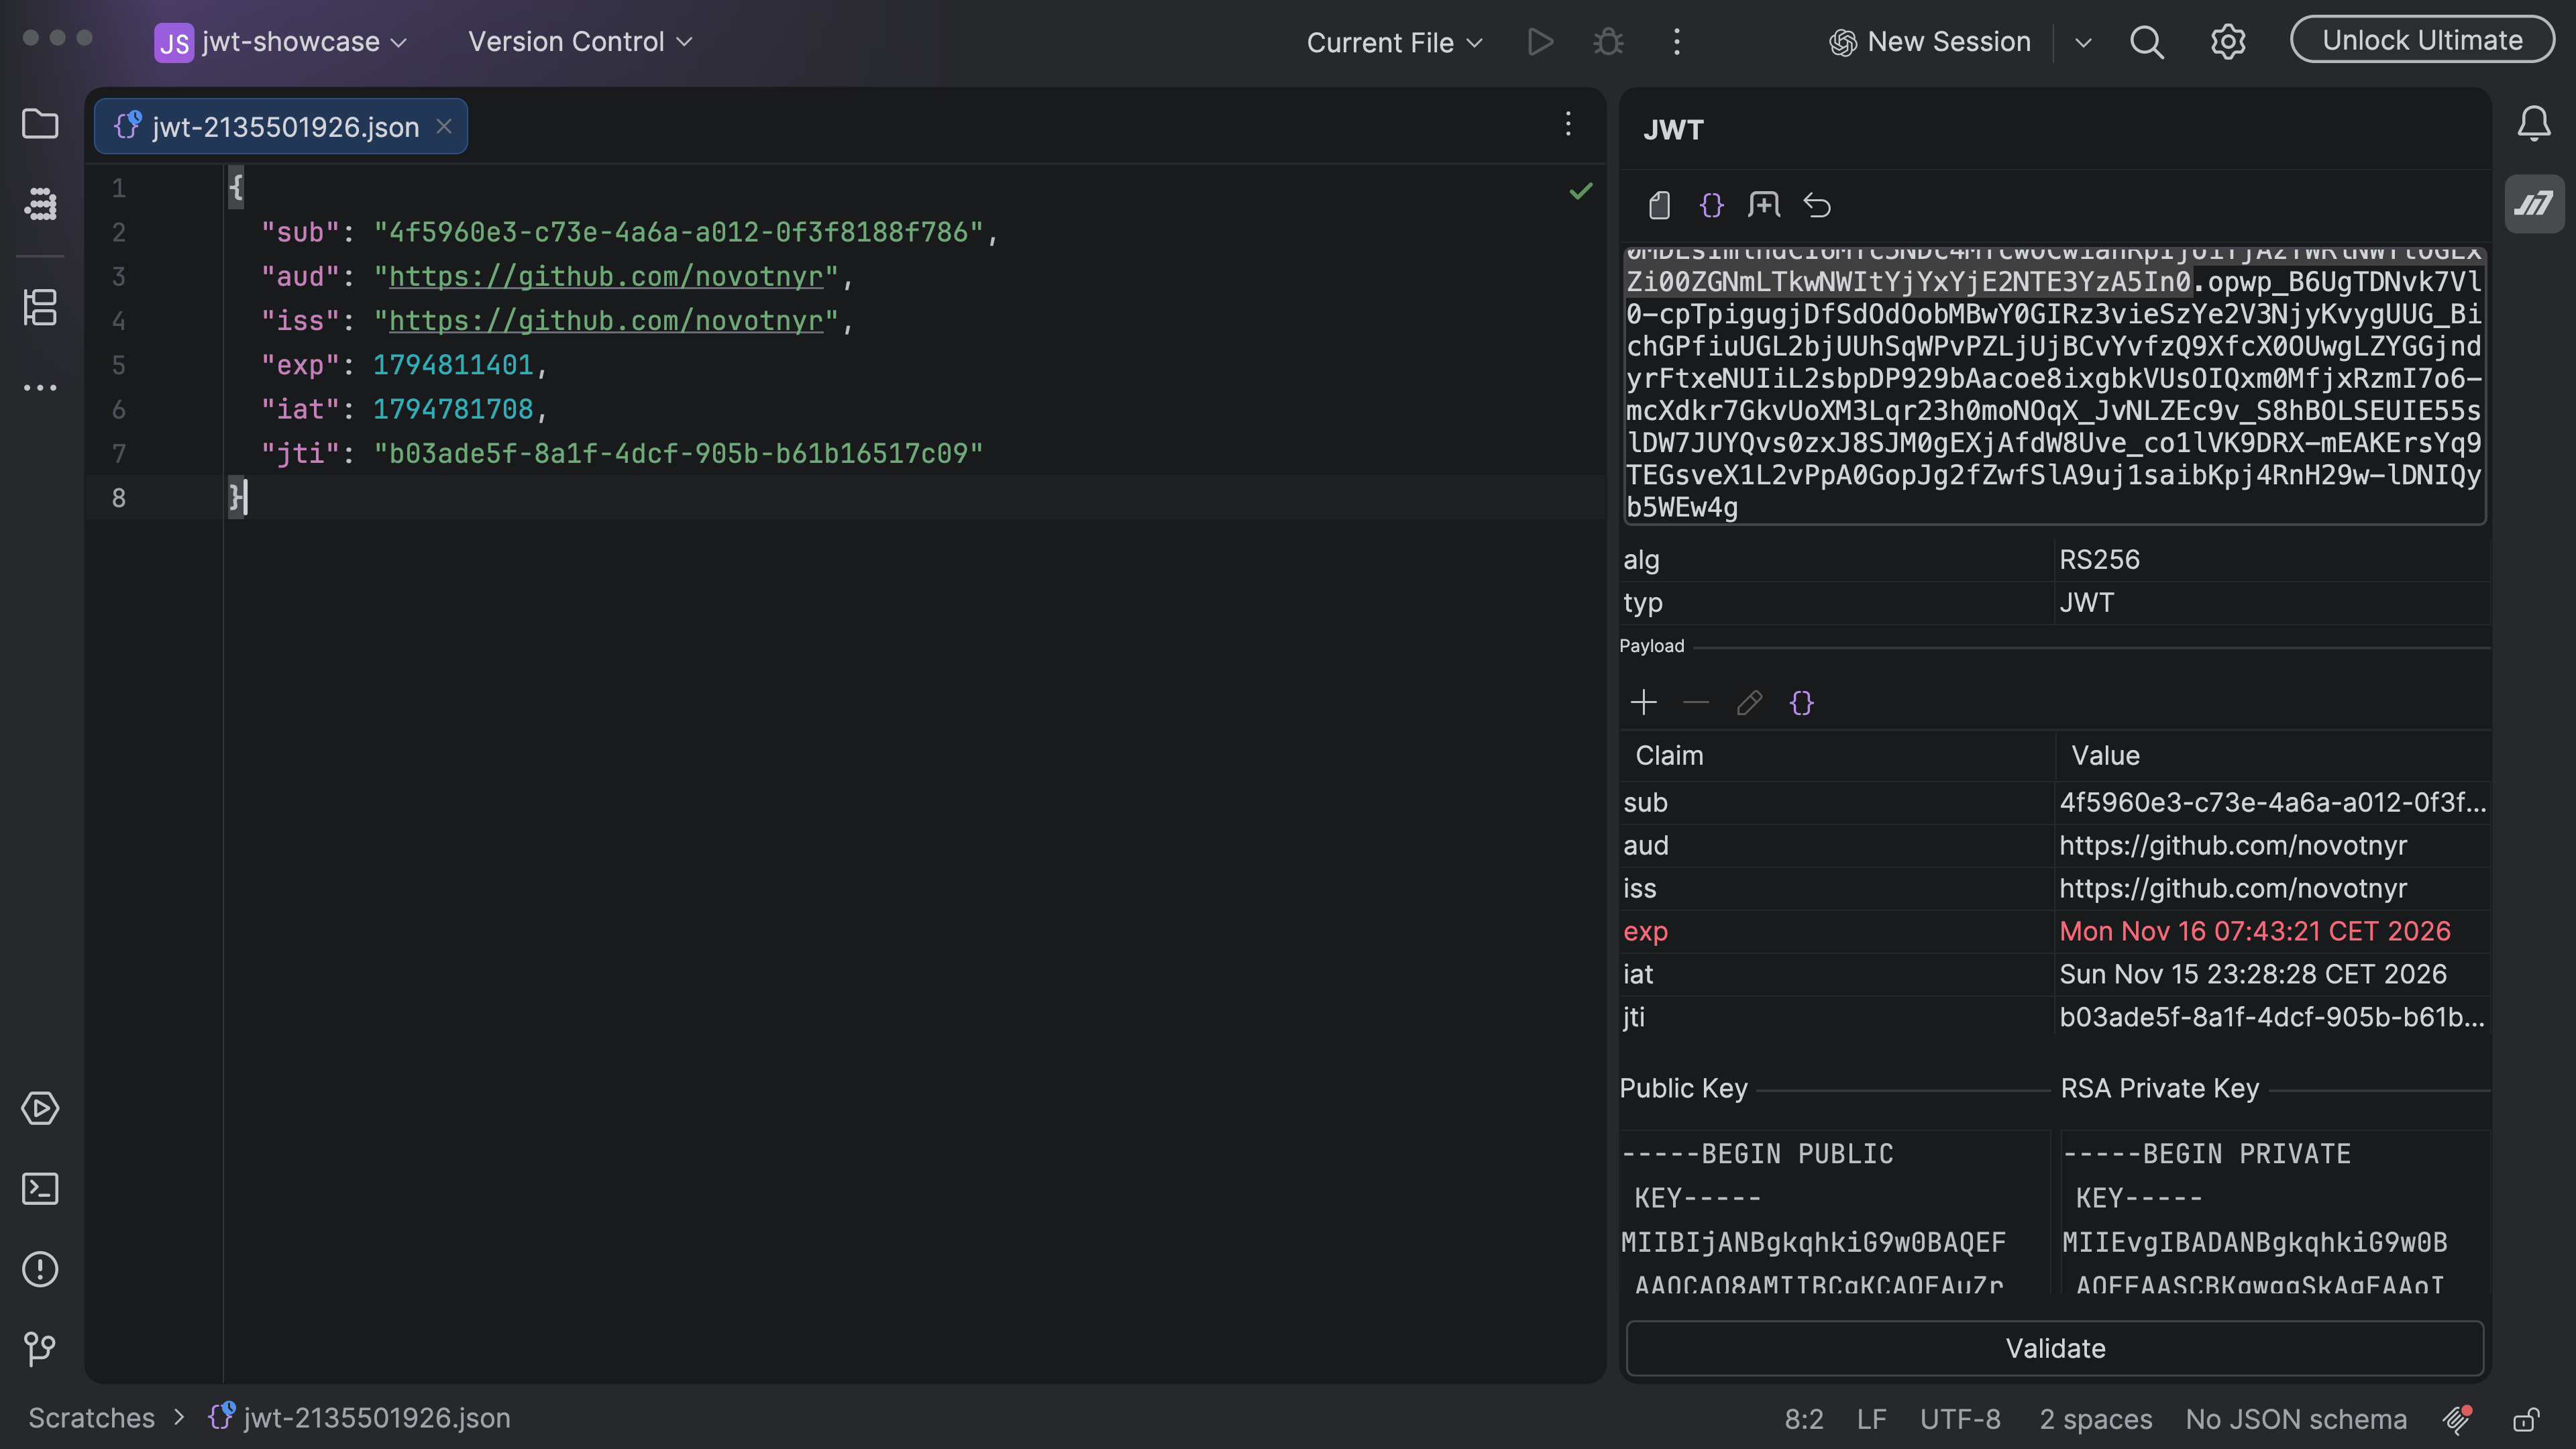 JS jwt-showcase Version Control Current File New Session Unlock Ultimate
jwt-2135501926.json
1 {
2 "sub": "4f5960e3-c73e-4a6a-a012-0f3f8188f786",
3 "aud": "https://github.com/novotnyr",
4 "iss": "https://github.com/novotnyr",
5 "exp": 1794811401,
6 "iat": 1794781708,
7 "jti": "b03ade5f-8a1f-4dcf-905b-b61b16517c09"
8 }
JWT
Zi00ZGNmLTkwNWItYjYxYjE2NTE3YzA5In0.opwp_B6UgTDNvk7Vl
0-cpTpigugjDfSdOdOobMBwY0GIRz3vieSzYe2V3NjyKvygUUG_Bi
chGPfiuUGL2bjUUhSqWPvPZLjUjBCvYvfzQ9XfcX0OUwgLZYGGjnd
yrFtxeNUIiL2sbpDP929bAacoe8ixgbkVUsOIQxm0MfjxRzmI7o6-
mcXdkr7GkvUoXM3Lqr23h0moNOqX_JvNLZEc9v_S8hBOLSEUIE55s
lDW7JUYQvs0zxJ8SJM0gEXjAfdW8Uve_co1lVK9DRX-mEAKErsYq9
TEGsveX1L2vPpA0GopJg2fZwfSlA9uj1saibKpj4RnH29w-lDNIQy
b5WEw4g
alg RS256
typ JWT
Payload
Claim Value
sub 4f5960e3-c73e-4a6a-a012-0f3f...
aud https://github.com/novotnyr
iss https://github.com/novotnyr
exp Mon Nov 16 07:43:21 CET 2026
iat Sun Nov 15 23:28:28 CET 2026
jti b03ade5f-8a1f-4dcf-905b-b61b...
Public Key
-----BEGIN PUBLIC
KEY-----
MIIBIjANBgkqhkiG9w0BAQEF
AAOCAQ8AMIIBCgKCAQEAuZr
RSA Private Key
-----BEGIN PRIVATE
KEY-----
MIIEvgIBADANBgkqhkiG9w0B
AQEFAASCBKgwggSkAgEAAoI
Validate
Scratches > jwt-2135501926.json 8:2 LF UTF-8 2 spaces No JSON schema